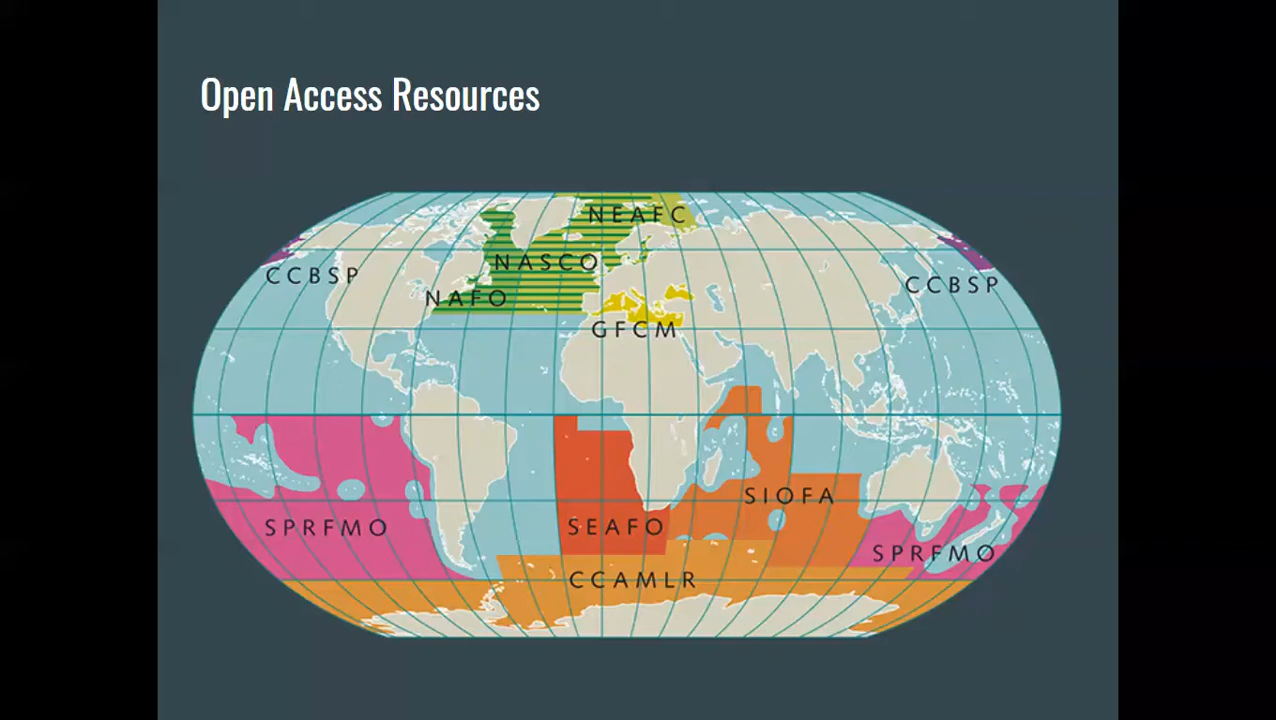 Open Access Resources
NEAFC
NASCO
CCBSP
CCBSP
NAFO
GFCM
SIOFA
SPRFMO
SEAFO
SPRFMO
CCAMLR